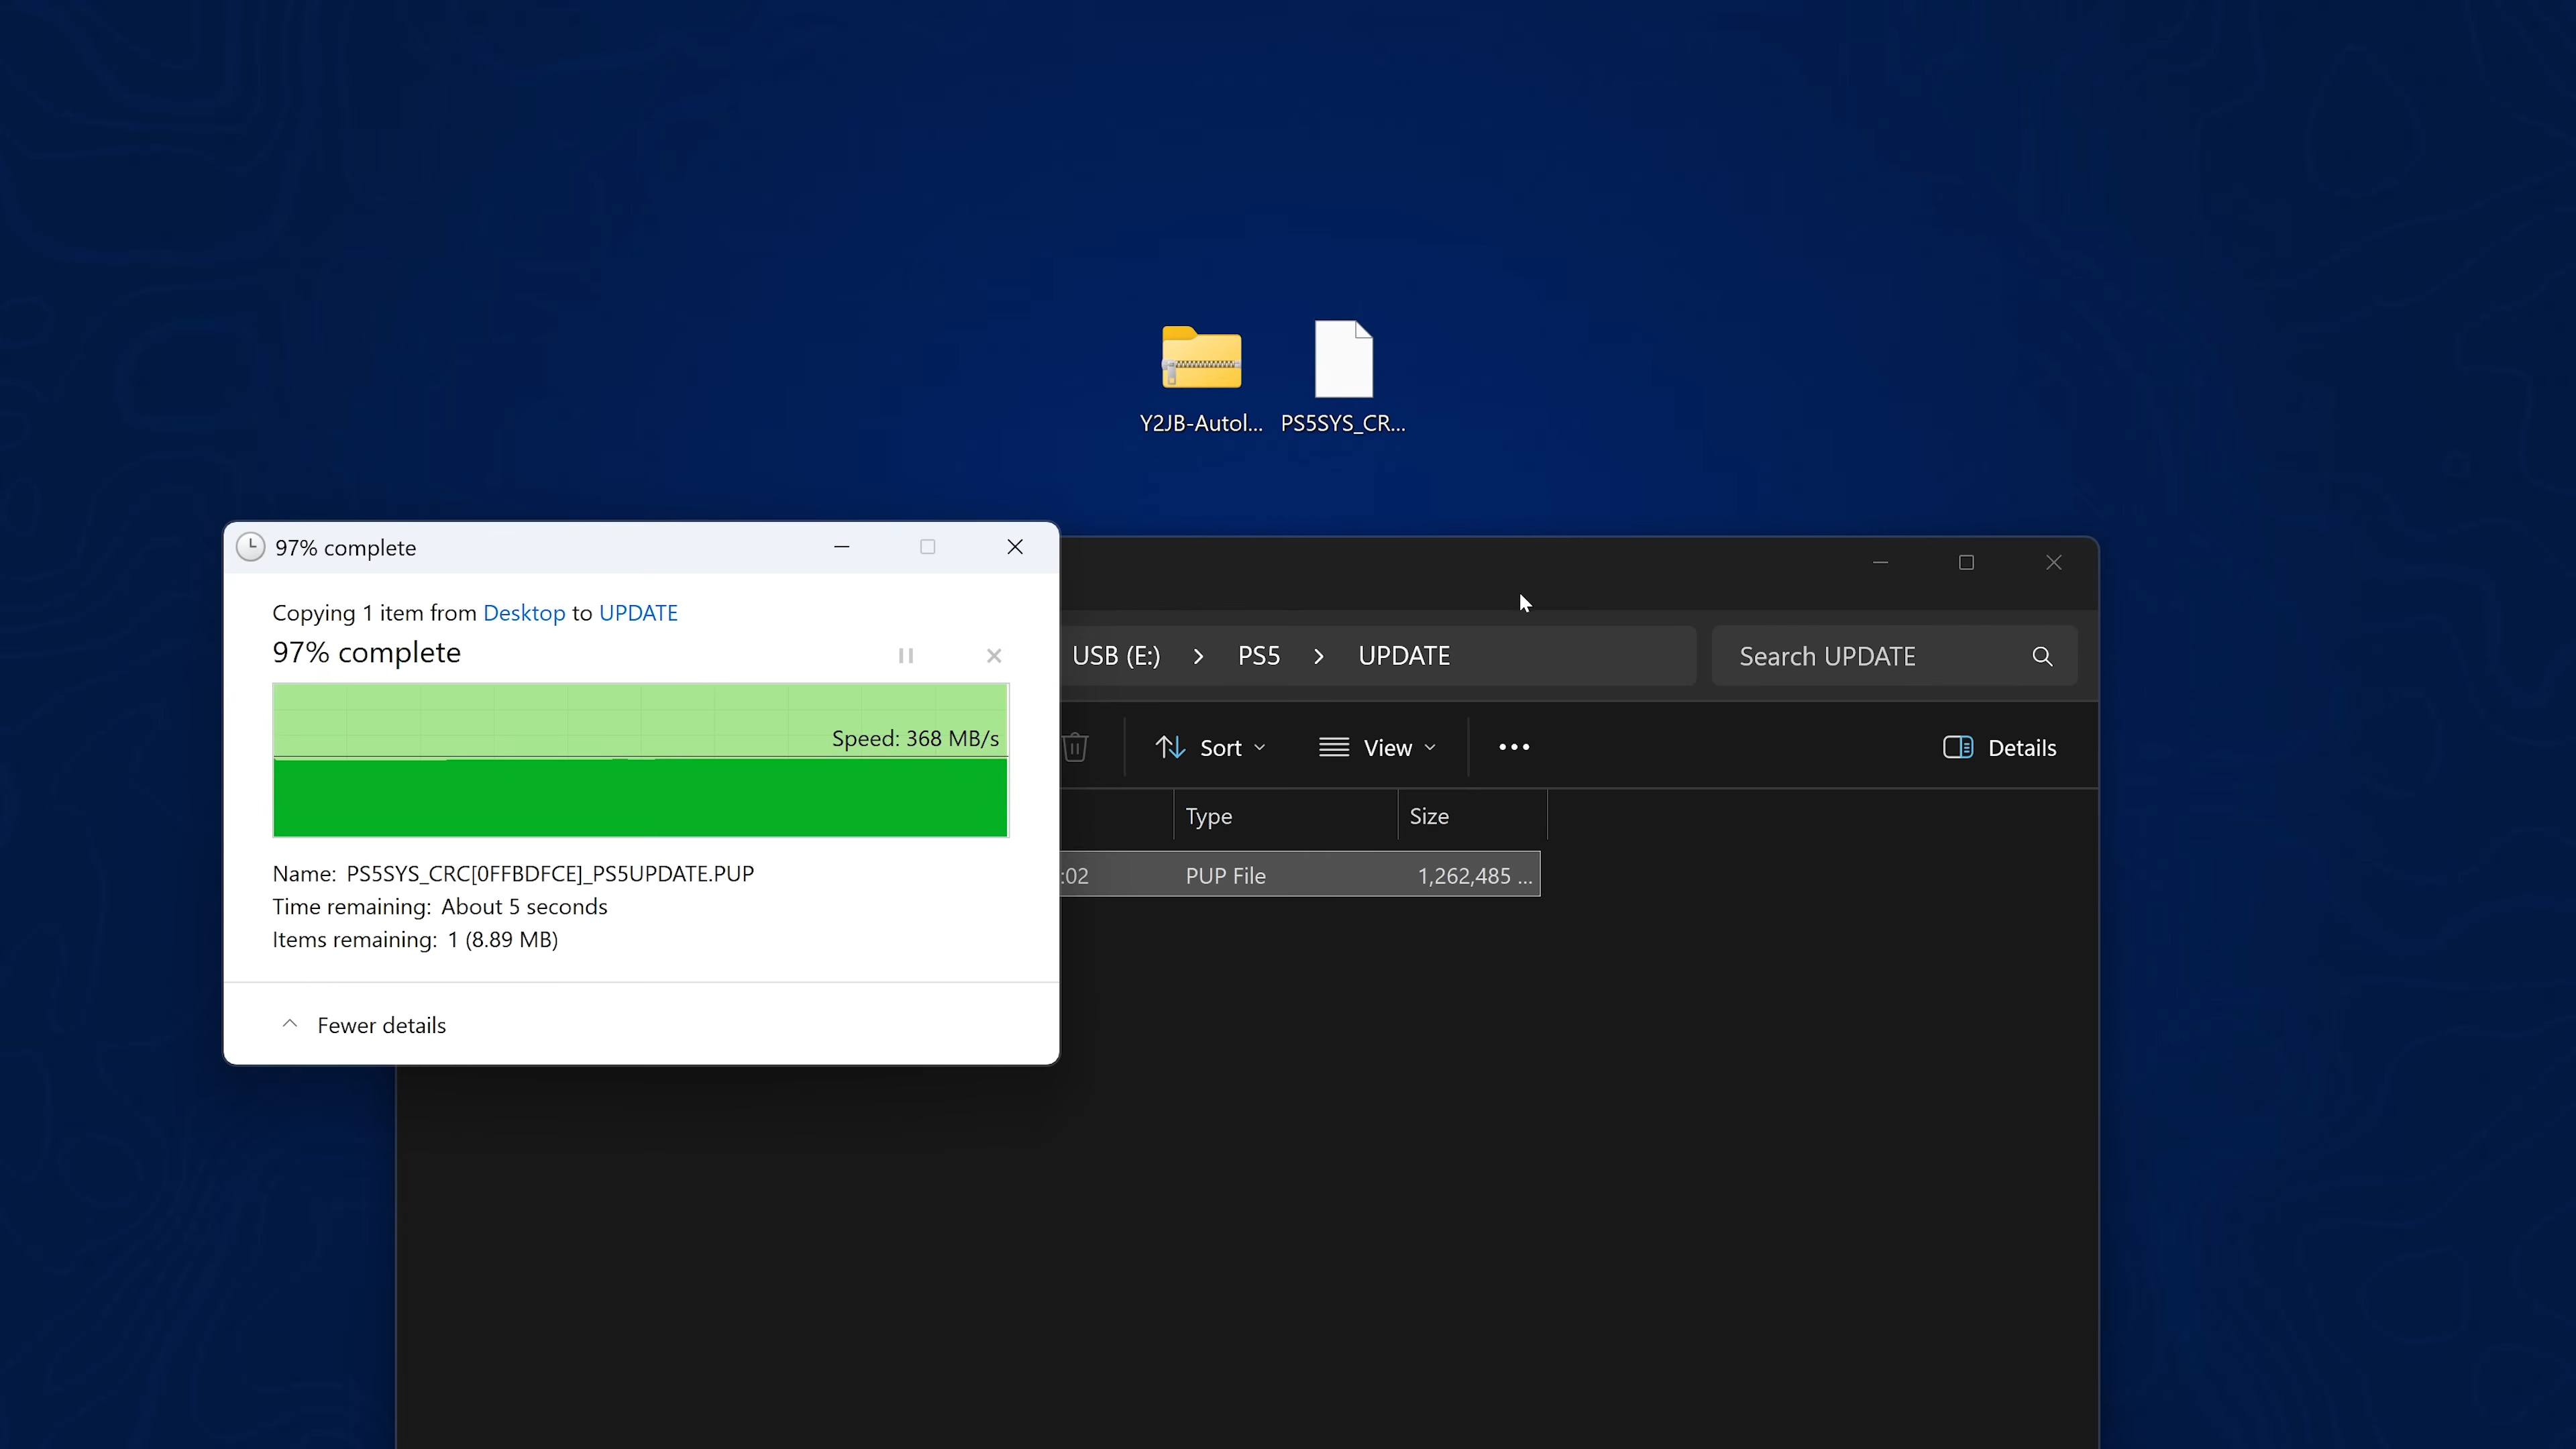 Y2JB-Autol...
PS5SYS_CR...
97% complete
Copying 1 item from Desktop to UPDATE
97% complete
Speed: 368 MB/s
Name: PS5SYS_CRC[0FFBDFCE]_PS5UPDATE.PUP
Time remaining: About 5 seconds
Items remaining: 1 (8.89 MB)
Fewer details
USB (E:) > PS5 > UPDATE
Search UPDATE
Sort
View
Details
Type
Size
:02
PUP File
1,262,485 ...